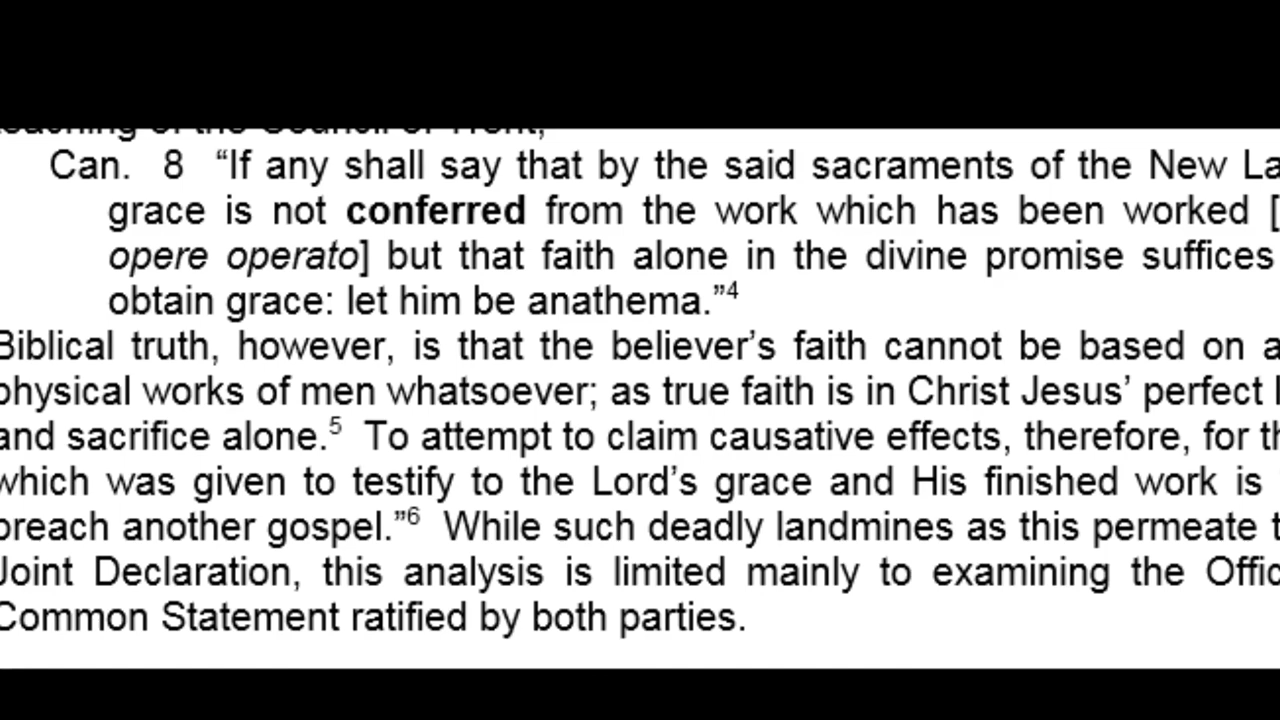 teaching of the Council of Trent,
Can. 8 “If any shall say that by the said sacraments of the New
grace is not conferred from the work which has been worked [
opere operato] but that faith alone in the divine promise suffices
obtain grace: let him be anathema.”4
Biblical truth, however, is that the believer’s faith cannot be based on
physical works of men whatsoever; as true faith is in Christ Jesus’ perfect
and sacrifice alone.5 To attempt to claim causative effects, therefore, for
which was given to testify to the Lord’s grace and His finished work is
preach another gospel.”6 While such deadly landmines as this permeate
Joint Declaration, this analysis is limited mainly to examining the
Common Statement ratified by both parties.